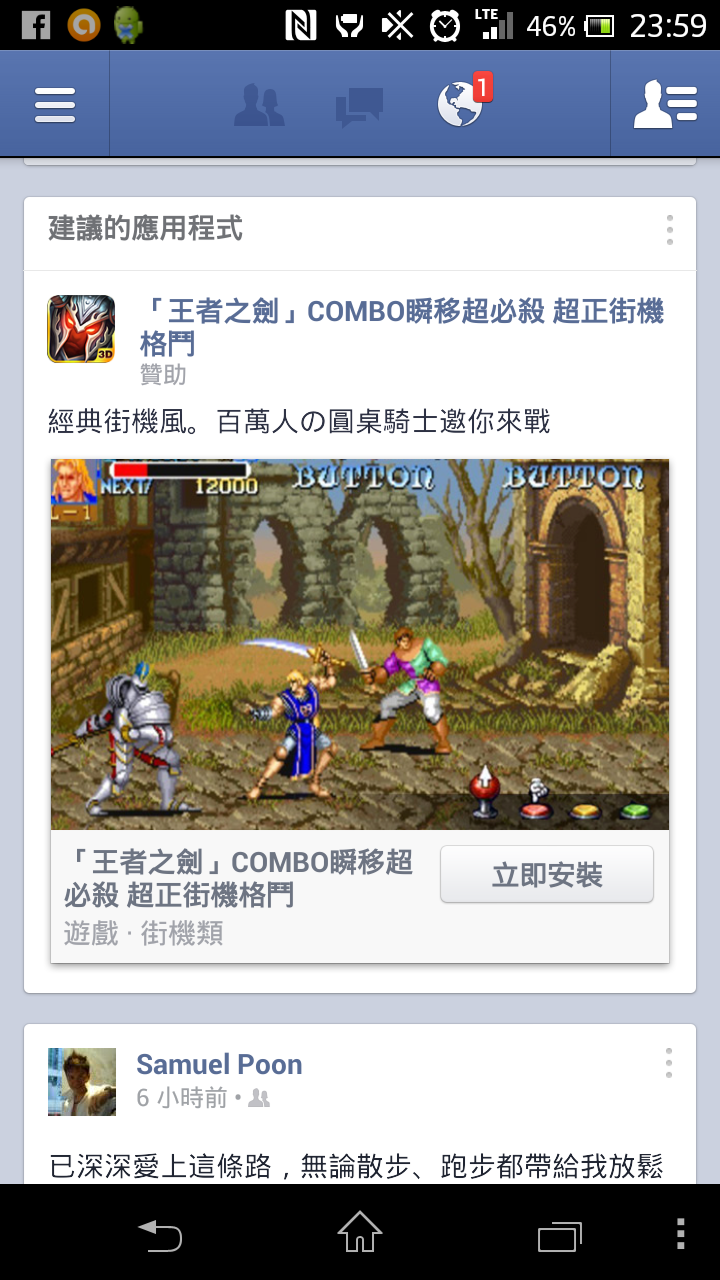 LTE 46% 23:59
1
建議的應用程式
「王者之劍」COMBO瞬移超必殺 超正街機
格鬥
3D
贊助
經典街機風。百萬人の圓桌騎士邀你來戰
NEXT/ 12000 BUTTON BUTTON
L-1
「王者之劍」COMBO瞬移超
必殺 超正街機格鬥
立即安裝
遊戲 · 街機類
Samuel Poon
6 小時前 •
已深深愛上這條路，無論散步、跑步都帶給我放鬆